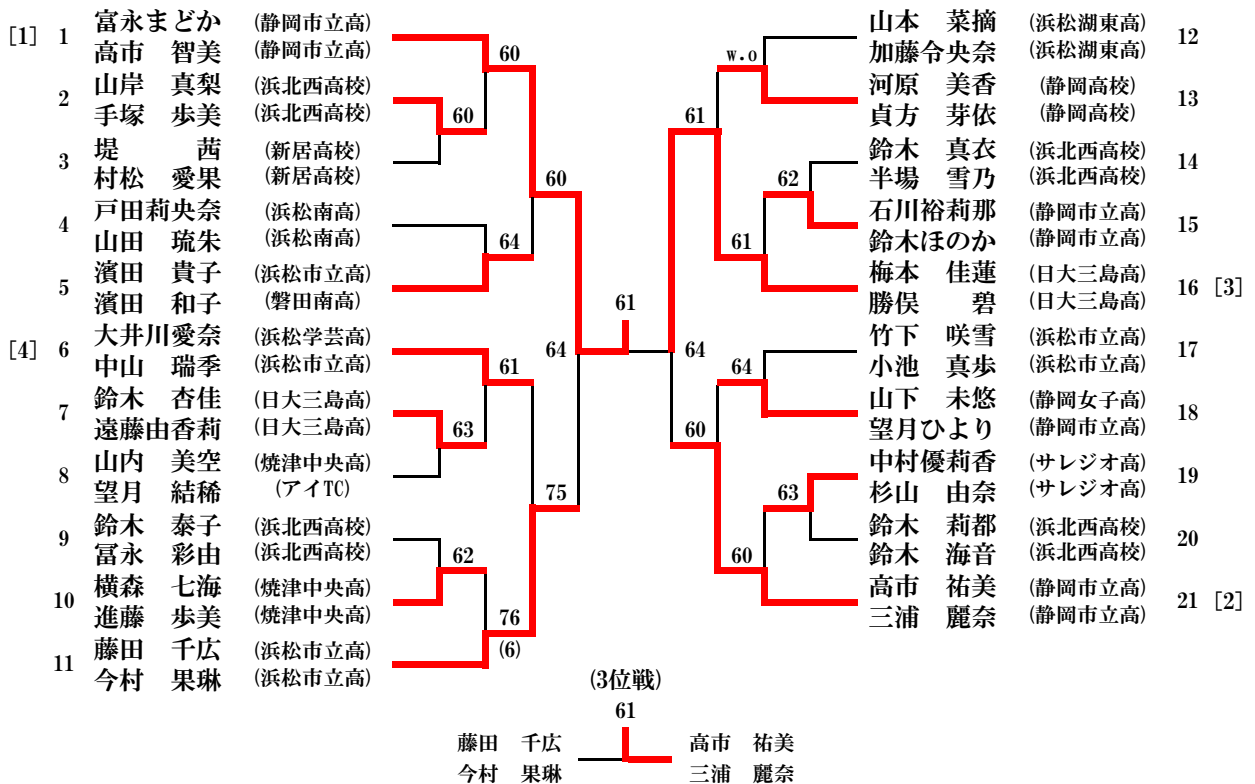 [1] 1 富永まどか (静岡市立高)
高市 智美 (静岡市立高)
2 山岸 真梨 (浜北西高校)
手塚 歩美 (浜北西高校)
3 堤 茜 (新居高校)
村松 愛果 (新居高校)
4 戸田莉央奈 (浜松南高)
山田 琉朱 (浜松南高)
5 濱田 貴子 (浜松市立高)
濱田 和子 (磐田南高)
[4] 6 大井川愛奈 (浜松学芸高)
中山 瑞季 (浜松市立高)
7 鈴木 杏佳 (日大三島高)
遠藤由香莉 (日大三島高)
8 山内 美空 (焼津中央高)
望月 結稀 (アイTC)
9 鈴木 泰子 (浜北西高校)
冨永 彩由 (浜北西高校)
10 横森 七海 (焼津中央高)
進藤 歩美 (焼津中央高)
11 藤田 千広 (浜松市立高)
今村 果琳 (浜松市立高)
60
60
60
64
61
63
62
76
(6)
75
64
61
64
61
w.o
62
61
64
60
63
60
山本 菜摘 (浜松湖東高) 12
加藤令央奈 (浜松湖東高)
河原 美香 (静岡高校) 13
貞方 芽依 (静岡高校)
鈴木 真衣 (浜北西高校) 14
半場 雪乃 (浜北西高校)
石川裕莉那 (静岡市立高) 15
鈴木ほのか (静岡市立高)
梅本 佳蓮 (日大三島高) 16 [3]
勝俣 碧 (日大三島高)
竹下 咲雪 (浜松市立高) 17
小池 真歩 (浜松市立高)
山下 未悠 (静岡女子高) 18
望月ひより (静岡市立高)
中村優莉香 (サレジオ高) 19
杉山 由奈 (サレジオ高)
鈴木 莉都 (浜北西高校) 20
鈴木 海音 (浜北西高校)
高市 祐美 (静岡市立高) 21 [2]
三浦 麗奈 (静岡市立高)
(3位戦)
61
藤田 千広 高市 祐美
今村 果琳 三浦 麗奈